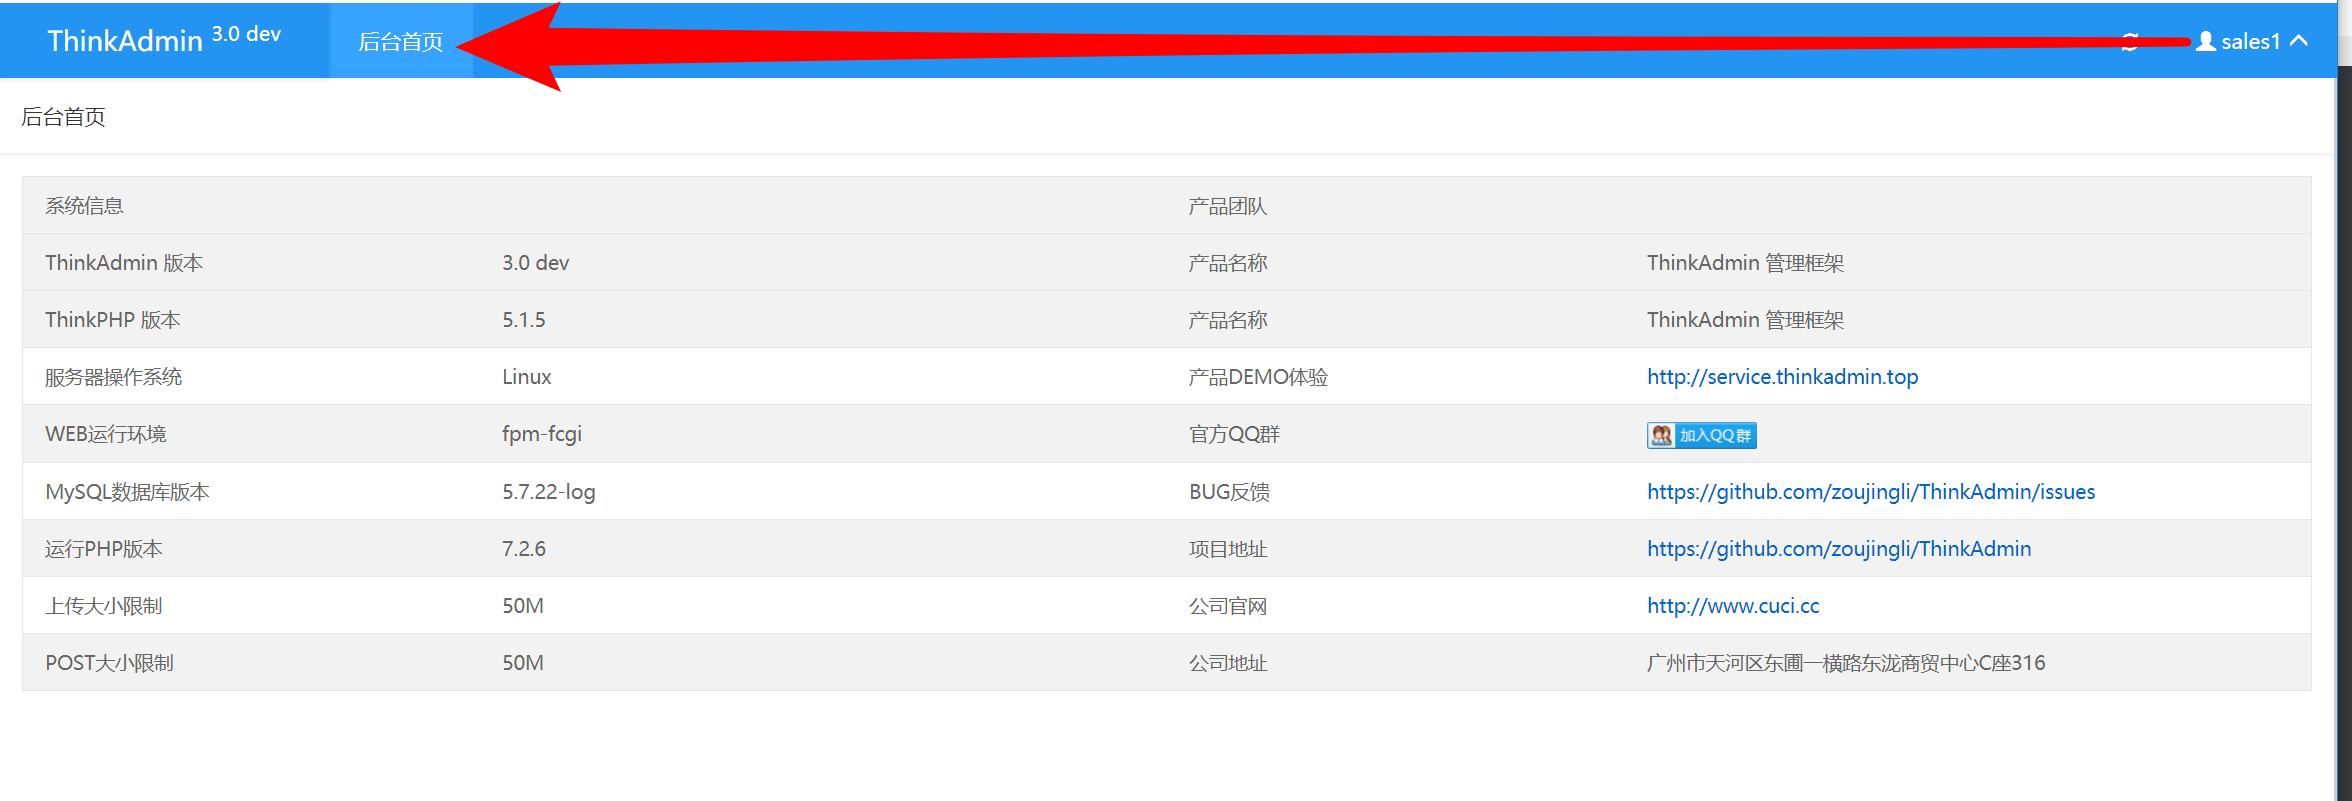 ThinkAdmin 3.0 dev 后台首页 sales1
后台首页
系统信息 产品团队
ThinkAdmin 版本 3.0 dev 产品名称 ThinkAdmin 管理框架
ThinkPHP 版本 5.1.5 产品名称 ThinkAdmin 管理框架
服务器操作系统 Linux 产品DEMO体验 http://service.thinkadmin.top
WEB运行环境 fpm-fcgi 官方QQ群 加入QQ群
MySQL数据库版本 5.7.22-log BUG反馈 https://github.com/zoujingli/ThinkAdmin/issues
运行PHP版本 7.2.6 项目地址 https://github.com/zoujingli/ThinkAdmin
上传大小限制 50M 公司官网 http://www.cuci.cc
POST大小限制 50M 公司地址 广州市天河区东圃一横路东泷商贸中心C座316